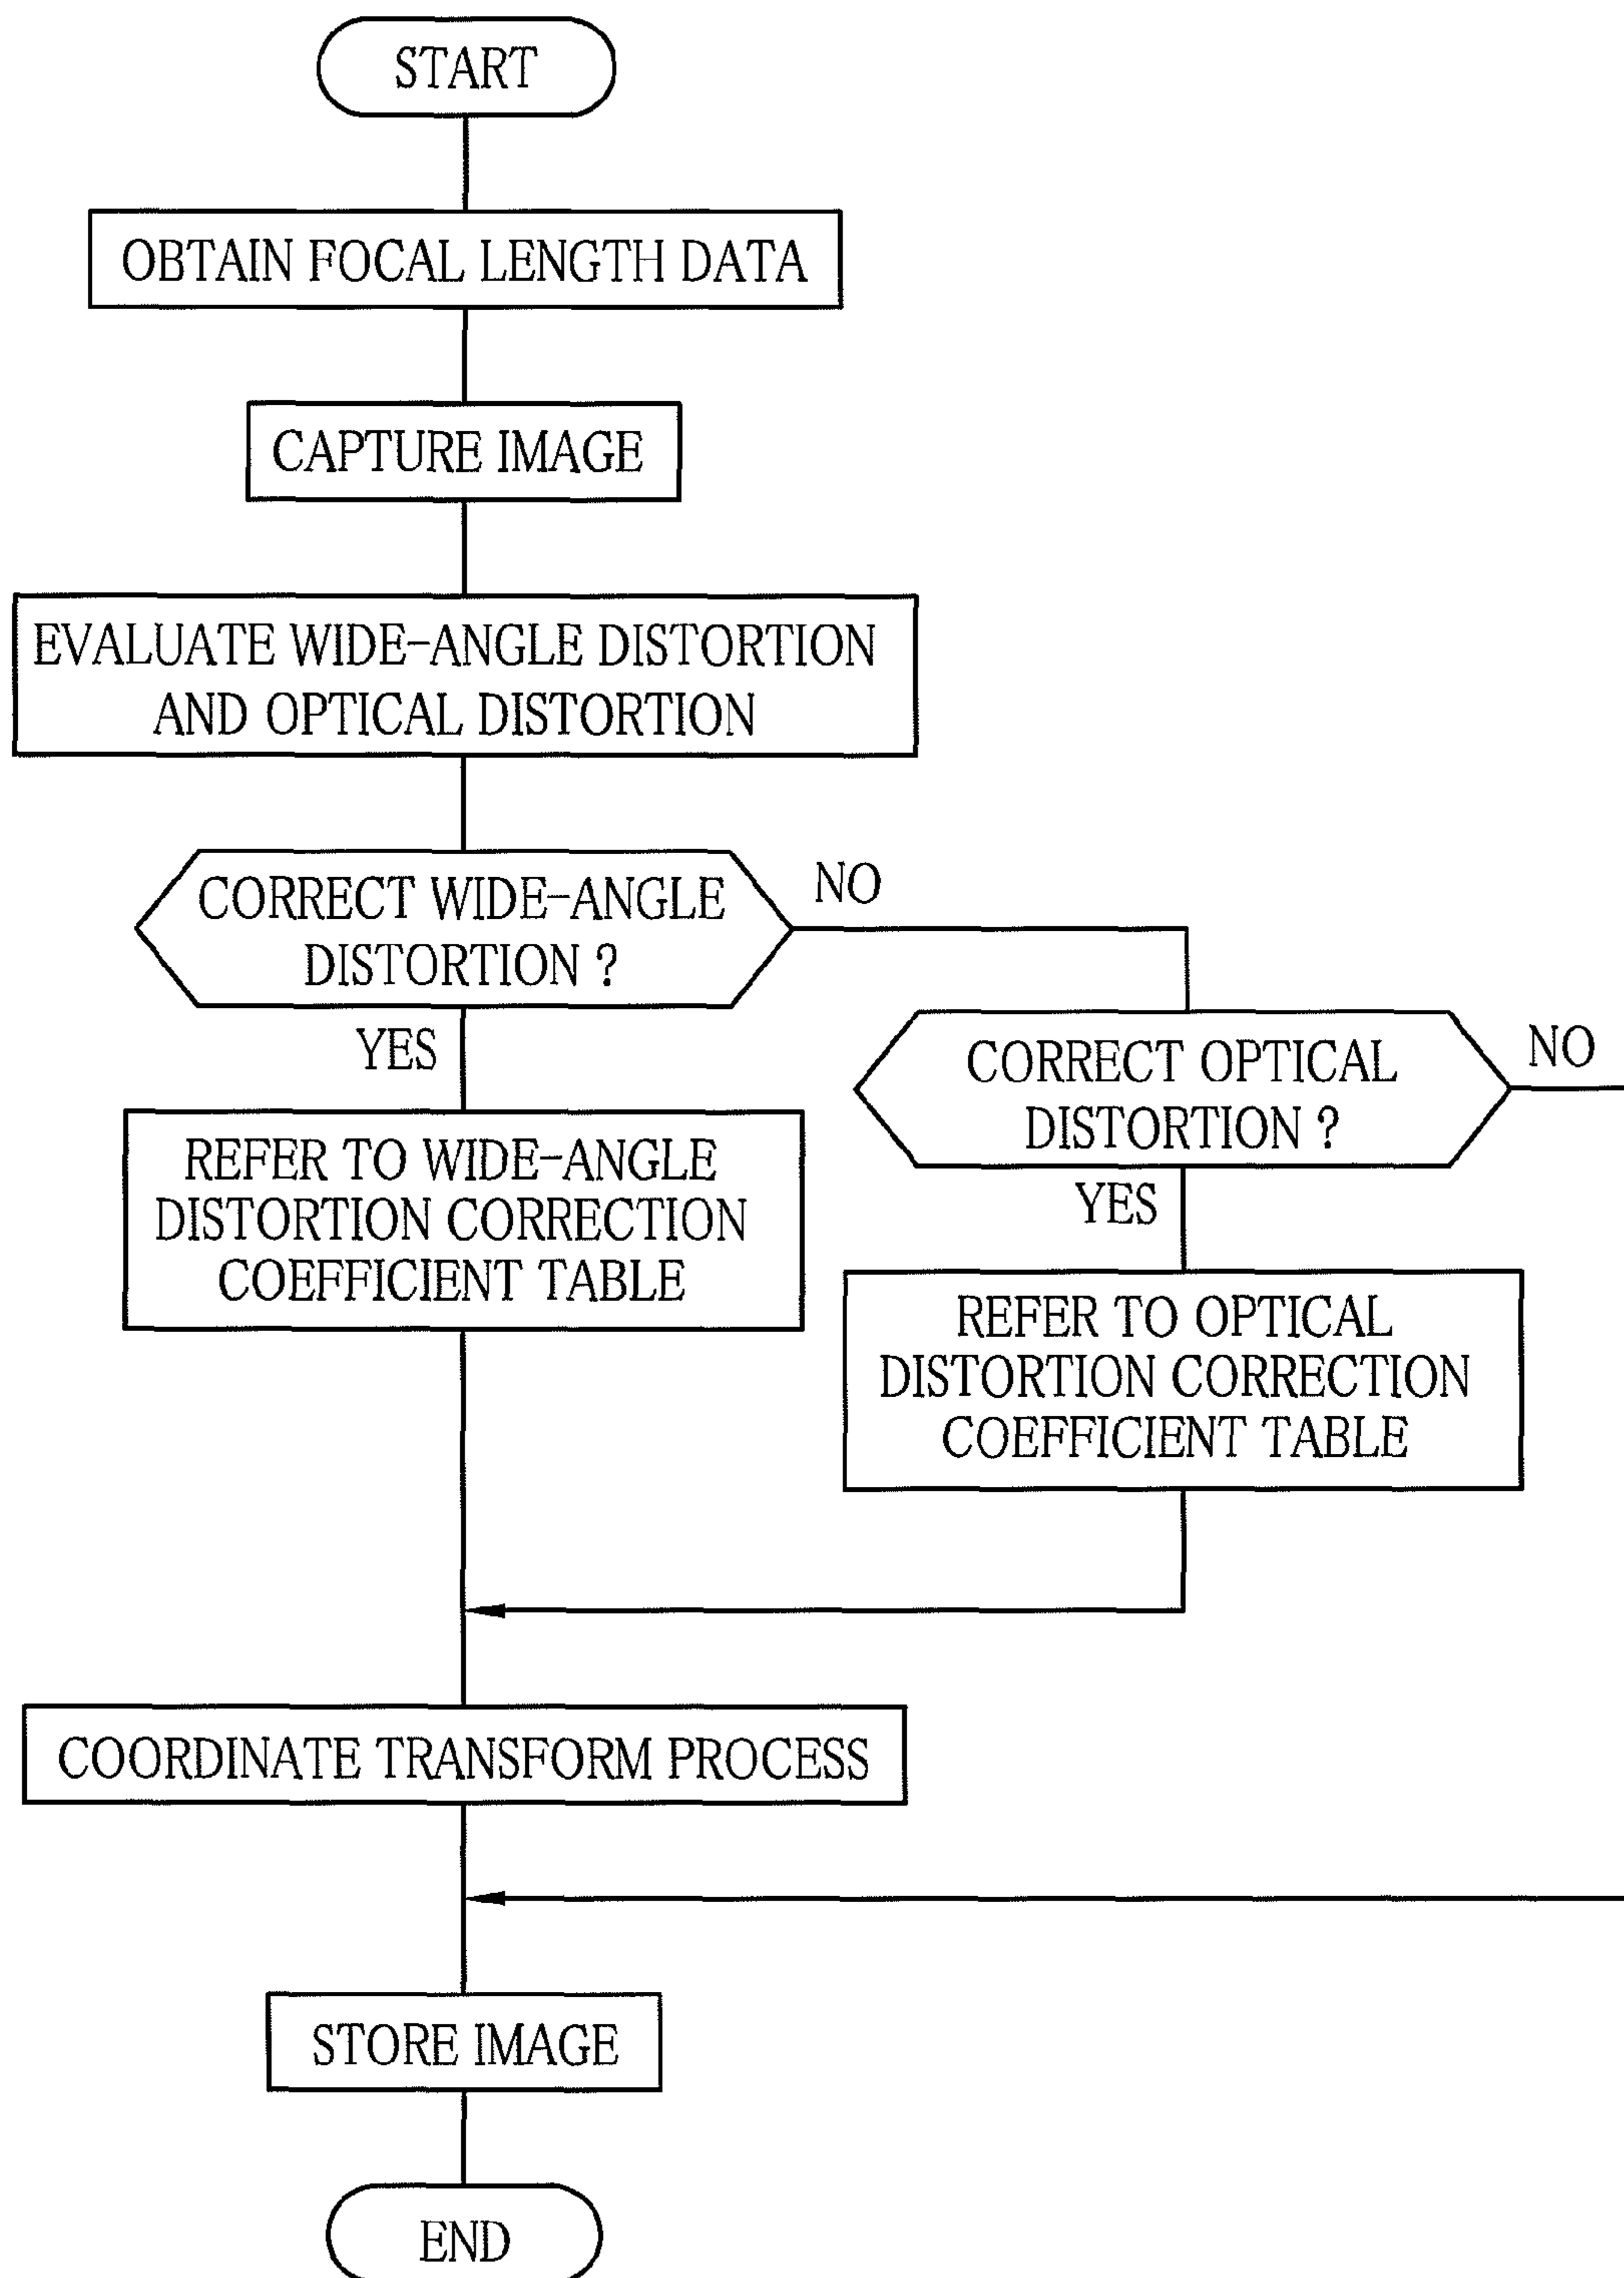 START
OBTAIN FOCAL LENGTH DATA
CAPTURE IMAGE
EVALUATE WIDE-ANGLE DISTORTION
AND OPTICAL DISTORTION
CORRECT WIDE-ANGLE
DISTORTION ?
NO
YES
CORRECT OPTICAL
DISTORTION ?
NO
YES
REFER TO WIDE-ANGLE
DISTORTION CORRECTION
COEFFICIENT TABLE
REFER TO OPTICAL
DISTORTION CORRECTION
COEFFICIENT TABLE
COORDINATE TRANSFORM PROCESS
STORE IMAGE
END